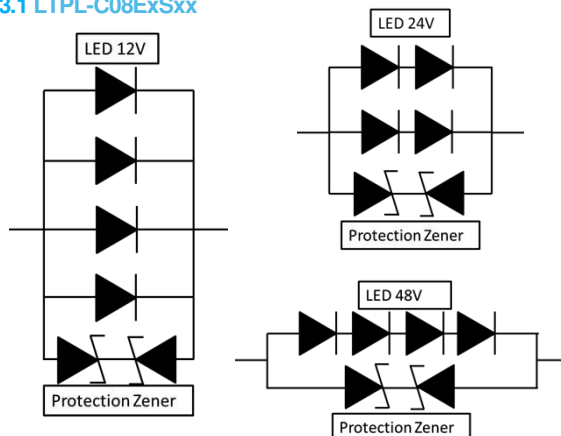 3.1 LTPL-C08ExSxx
LED 12V
Protection Zener
LED 24V
Protection Zener
LED 48V
Protection Zener